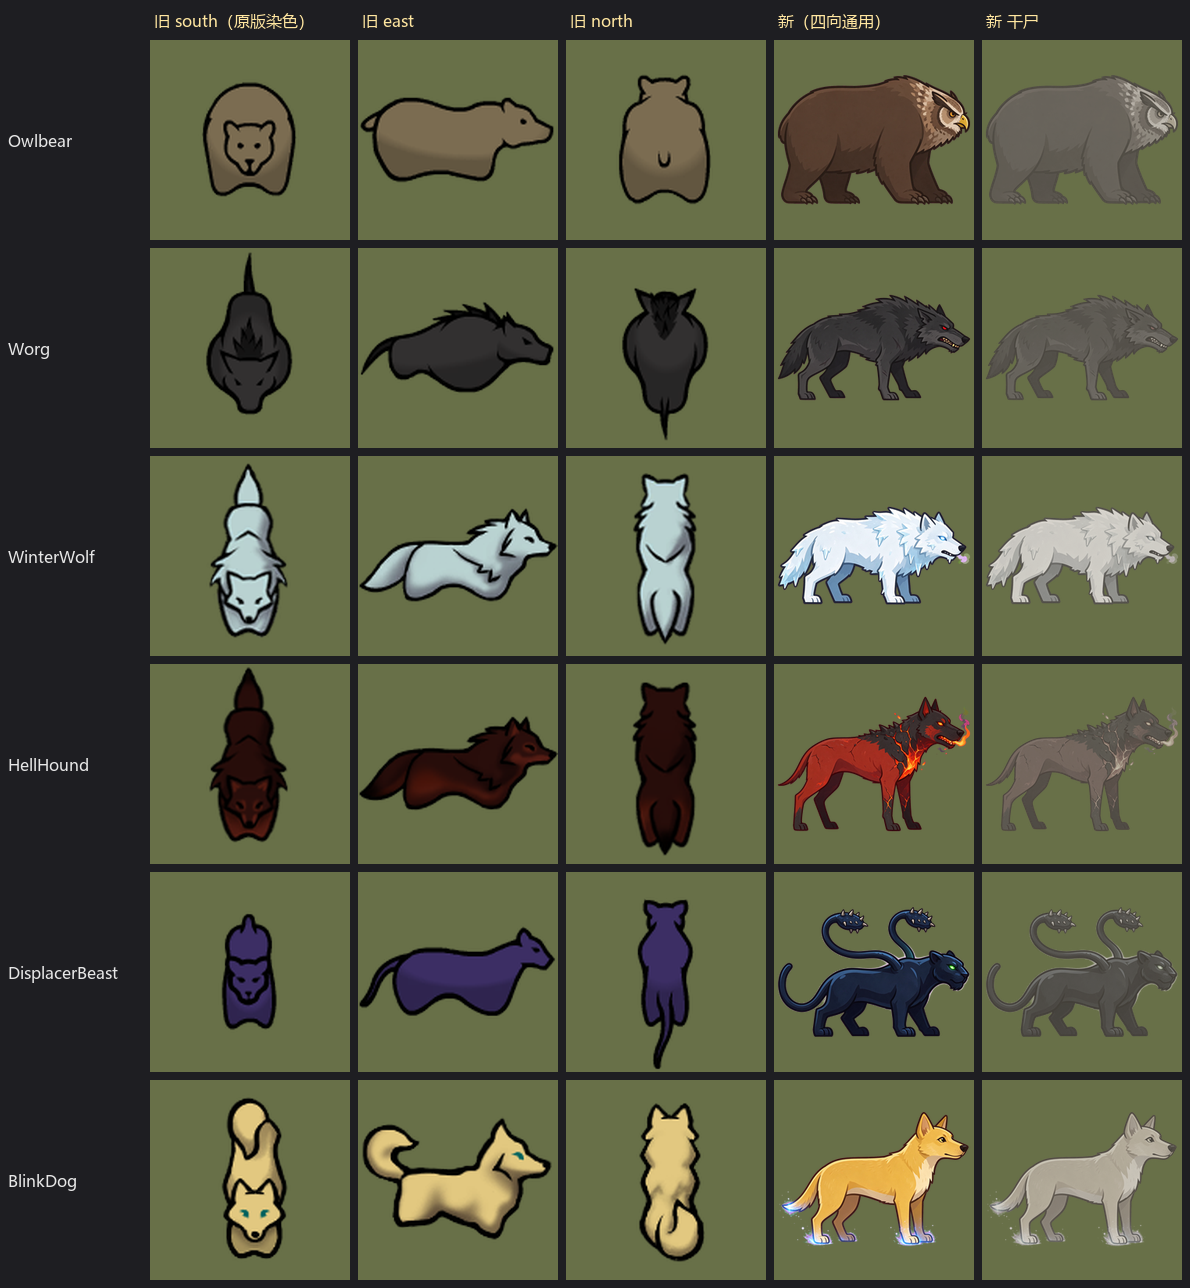 旧 south（原版染色）
旧 east
旧 north
新（四向通用）
新 干尸
Owlbear
Worg
WinterWolf
HellHound
DisplacerBeast
BlinkDog